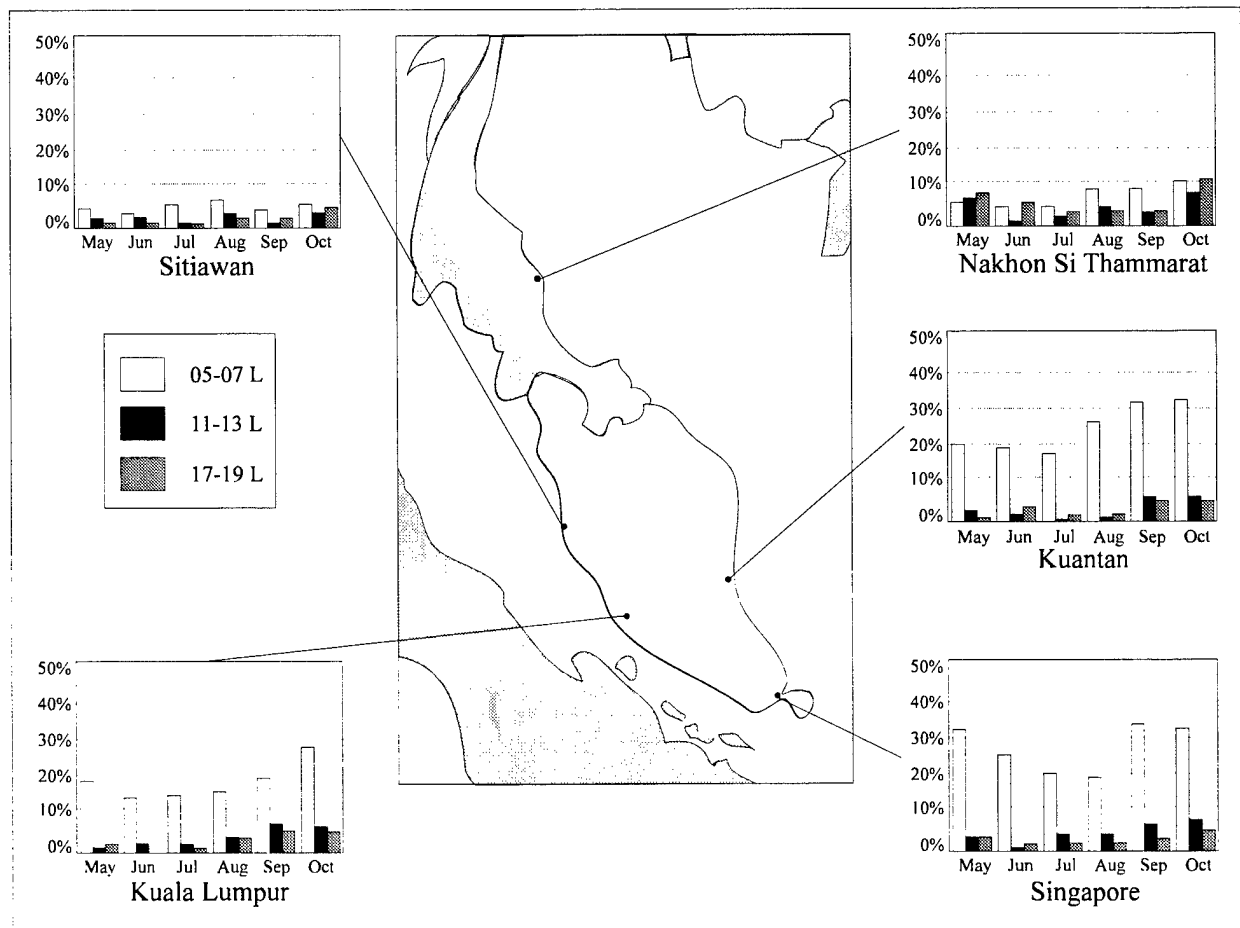 50%
40%
30%
20%
10%
0%
May Jun Jul Aug Sep Oct
Sitiawan
50%
40%
30%
20%
10%
0%
May Jun Jul Aug Sep Oct
Nakhon Si Thammarat
05-07 L
11-13 L
17-19 L
50%
40%
30%
20%
10%
0%
May Jun Jul Aug Sep Oct
Kuantan
50%
40%
30%
20%
10%
0%
May Jun Jul Aug Sep Oct
Kuala Lumpur
50%
40%
30%
20%
10%
0%
May Jun Jul Aug Sep Oct
Singapore